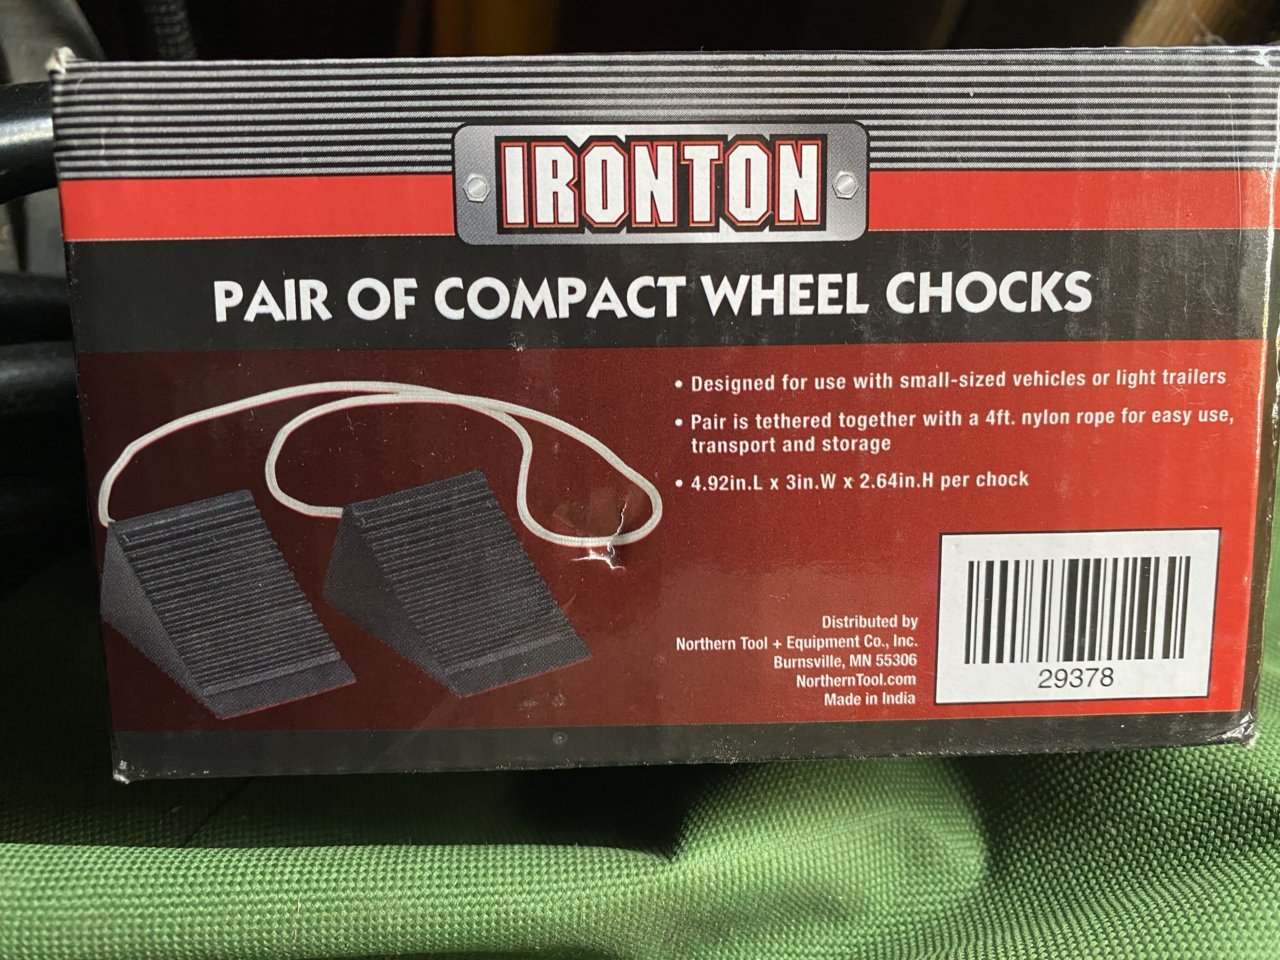 IRONTON
PAIR OF COMPACT WHEEL CHOCKS
• Designed for use with small-sized vehicles or light trailers
• Pair is tethered together with a 4ft. nylon rope for easy use,
transport and storage
• 4.92in.L x 3in.W x 2.64in.H per chock
Distributed by
Northern Tool + Equipment Co., Inc.
Burnsville, MN 55306
NorthernTool.com
Made in India
29378